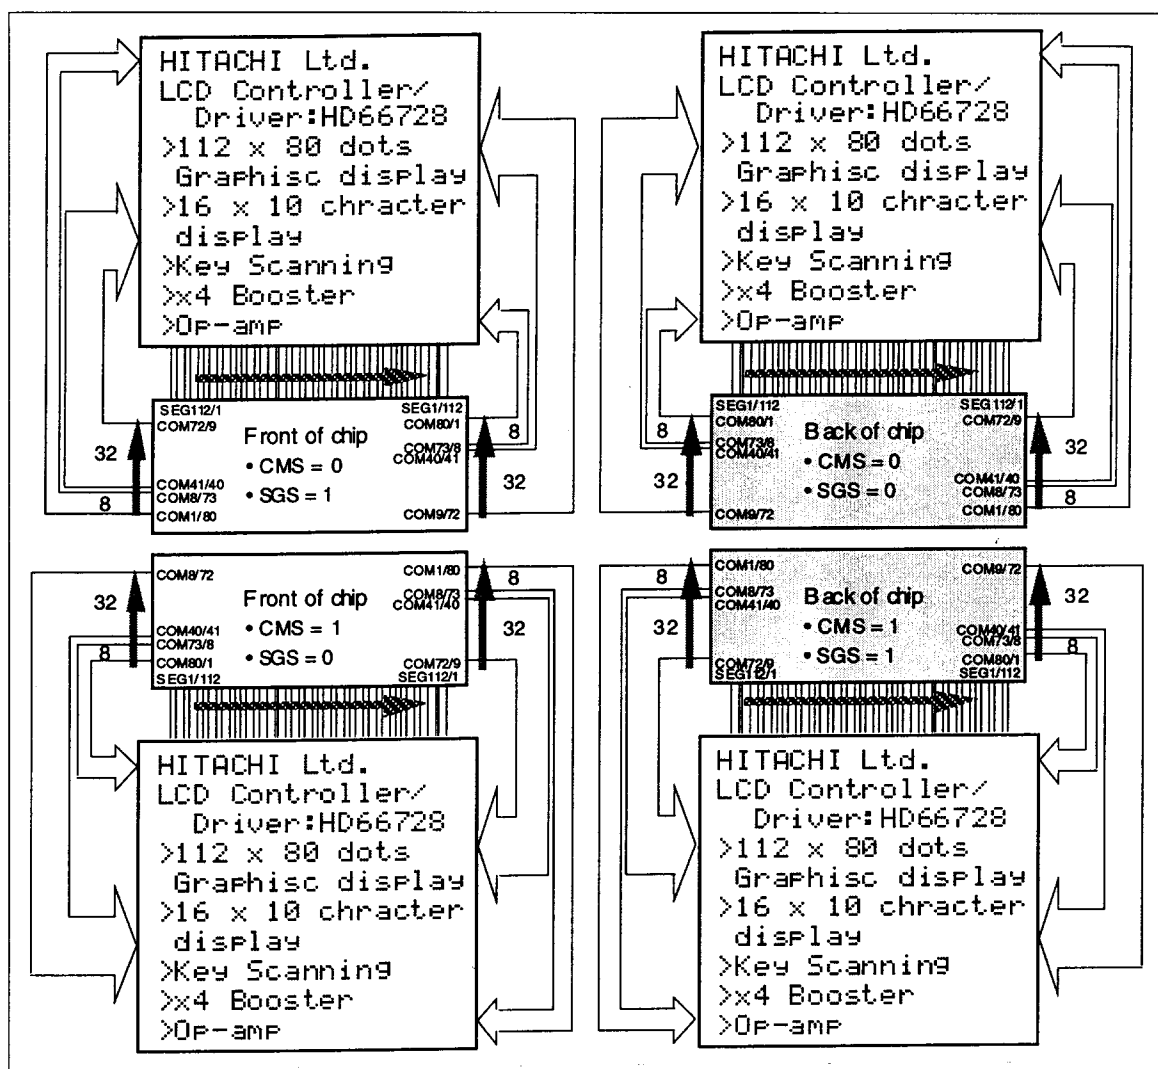 HITACHI Ltd.
LCD Controller/
Driver:HD66728
>112 x 80 dots
Graphisc display
>16 x 10 chracter
display
>Key Scanning
>x4 Booster
>Op-amp
SEG112/1
COM72/9
32
COM41/40
COM8/73
8
COM1/80
Front of chip
• CMS = 0
• SGS = 1
SEG1/112
COM80/1
8
COM73/8
COM40/41
32
COM9/72
HITACHI Ltd.
LCD Controller/
Driver:HD66728
>112 x 80 dots
Graphisc display
>16 x 10 chracter
display
>Key Scanning
>x4 Booster
>Op-amp
SEG1/112
COM80/1
8
COM73/8
COM40/41
32
COM9/72
Back of chip
• CMS = 0
• SGS = 0
SEG112/1
COM72/9
32
COM41/40
COM8/73
8
COM1/80
COM8/72
32
COM40/41
COM73/8
8
COM80/1
SEG1/112
Front of chip
• CMS = 1
• SGS = 0
COM1/80
8
COM8/73
COM41/40
32
COM72/9
SEG112/1
HITACHI Ltd.
LCD Controller/
Driver:HD66728
>112 x 80 dots
Graphisc display
>16 x 10 chracter
display
>Key Scanning
>x4 Booster
>Op-amp
COM1/80
8
COM8/73
COM41/40
32
COM72/9
SEG112/1
Back of chip
• CMS = 1
• SGS = 1
COM9/72
32
COM40/41
COM73/8
8
COM80/1
SEG1/112
HITACHI Ltd.
LCD Controller/
Driver:HD66728
>112 x 80 dots
Graphisc display
>16 x 10 chracter
display
>Key Scanning
>x4 Booster
>Op-amp